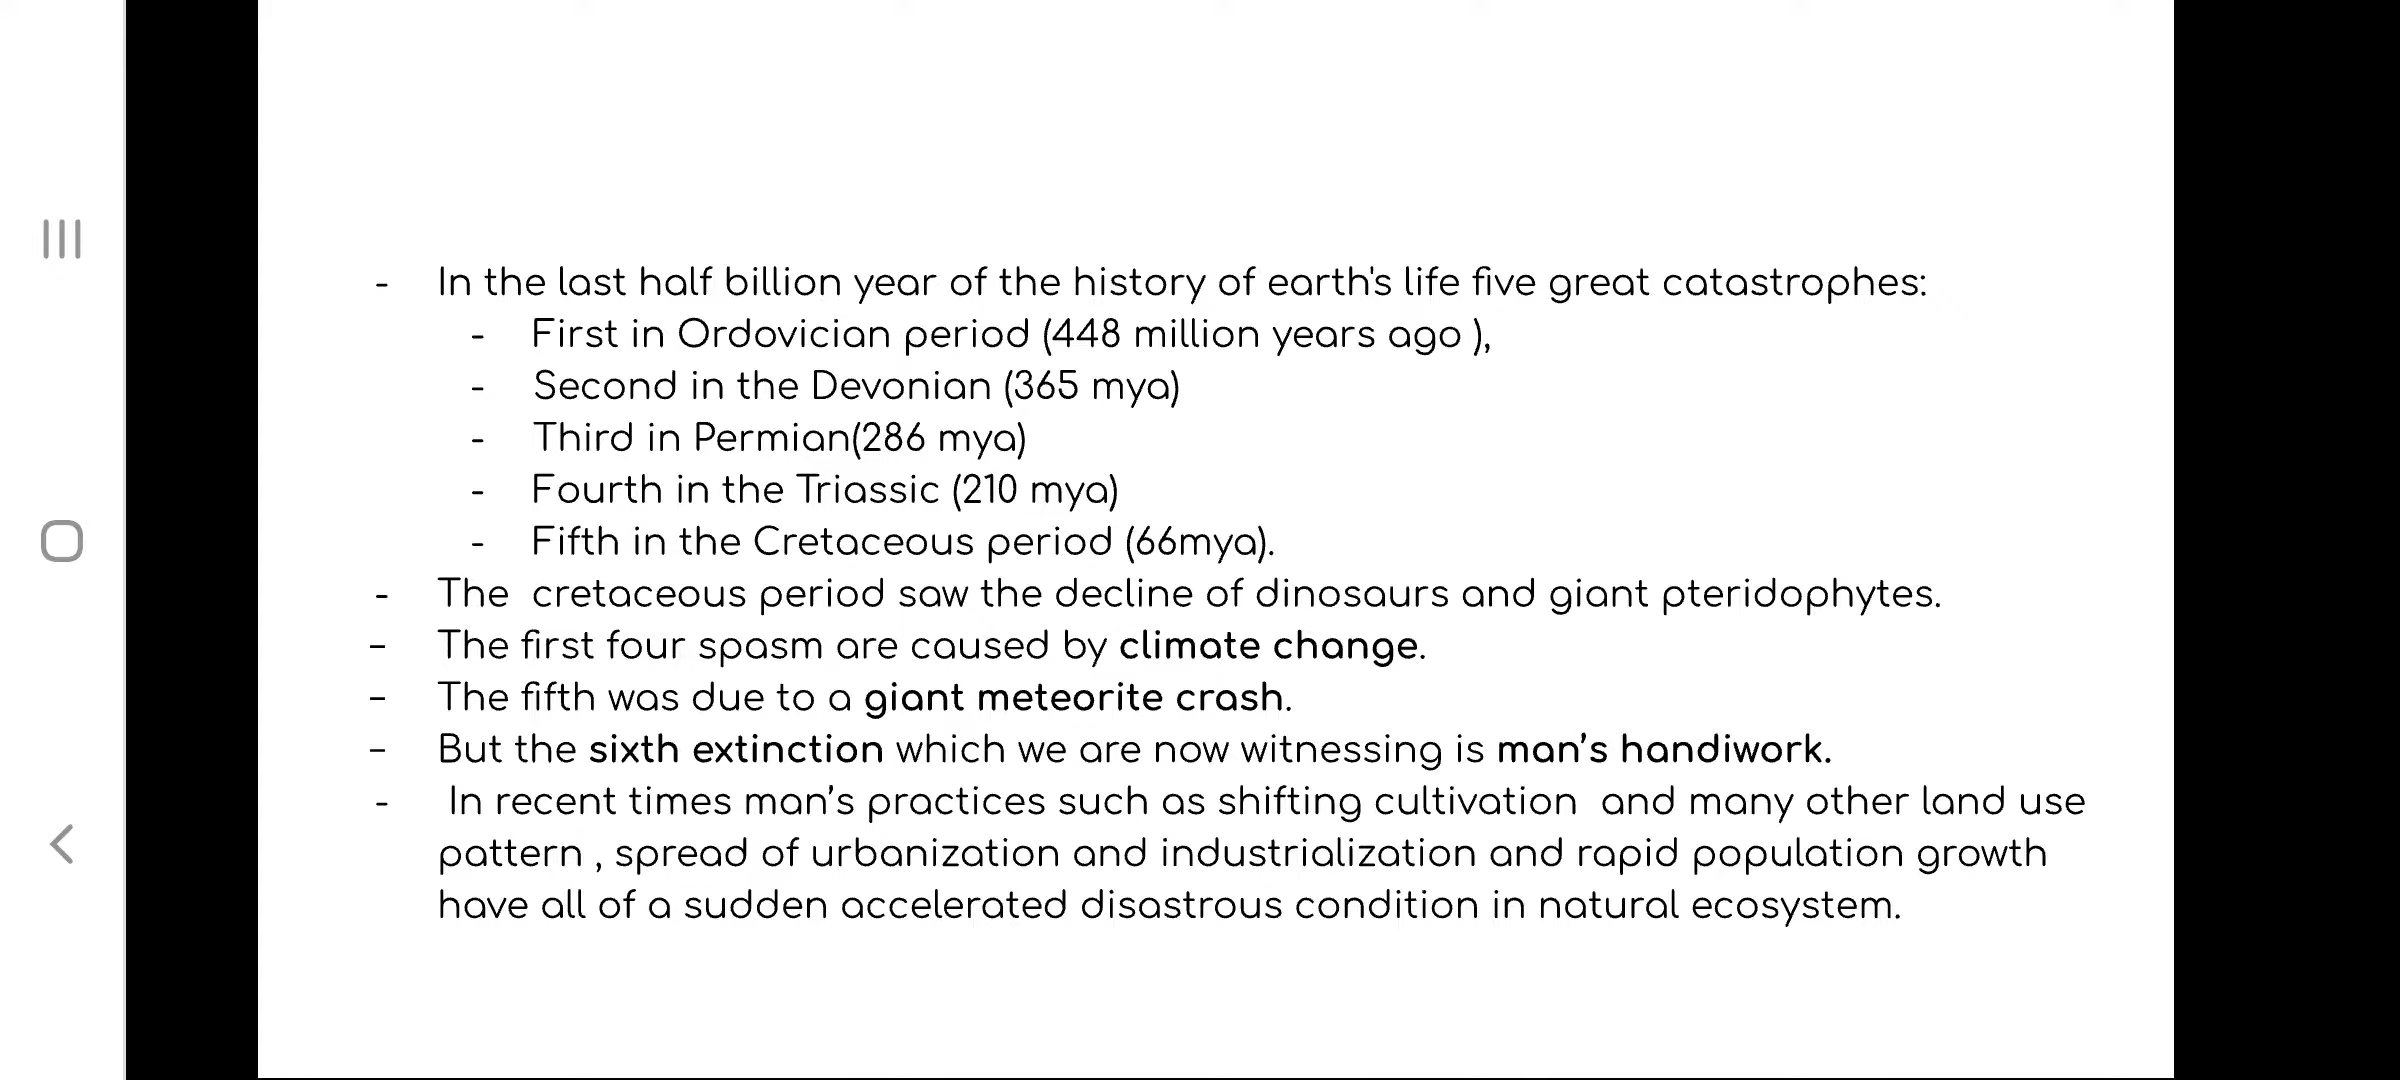 - In the last half billion year of the history of earth's life five great catastrophes:
- First in Ordovician period (448 million years ago ),
- Second in the Devonian (365 mya)
- Third in Permian(286 mya)
- Fourth in the Triassic (210 mya)
- Fifth in the Cretaceous period (66mya).
- The  cretaceous period saw the decline of dinosaurs and giant pteridophytes.
- The first four spasm are caused by climate change.
- The fifth was due to a giant meteorite crash.
- But the sixth extinction which we are now witnessing is man’s handiwork.
- In recent times man’s practices such as shifting cultivation  and many other land use
pattern , spread of urbanization and industrialization and rapid population growth
have all of a sudden accelerated disastrous condition in natural ecosystem.